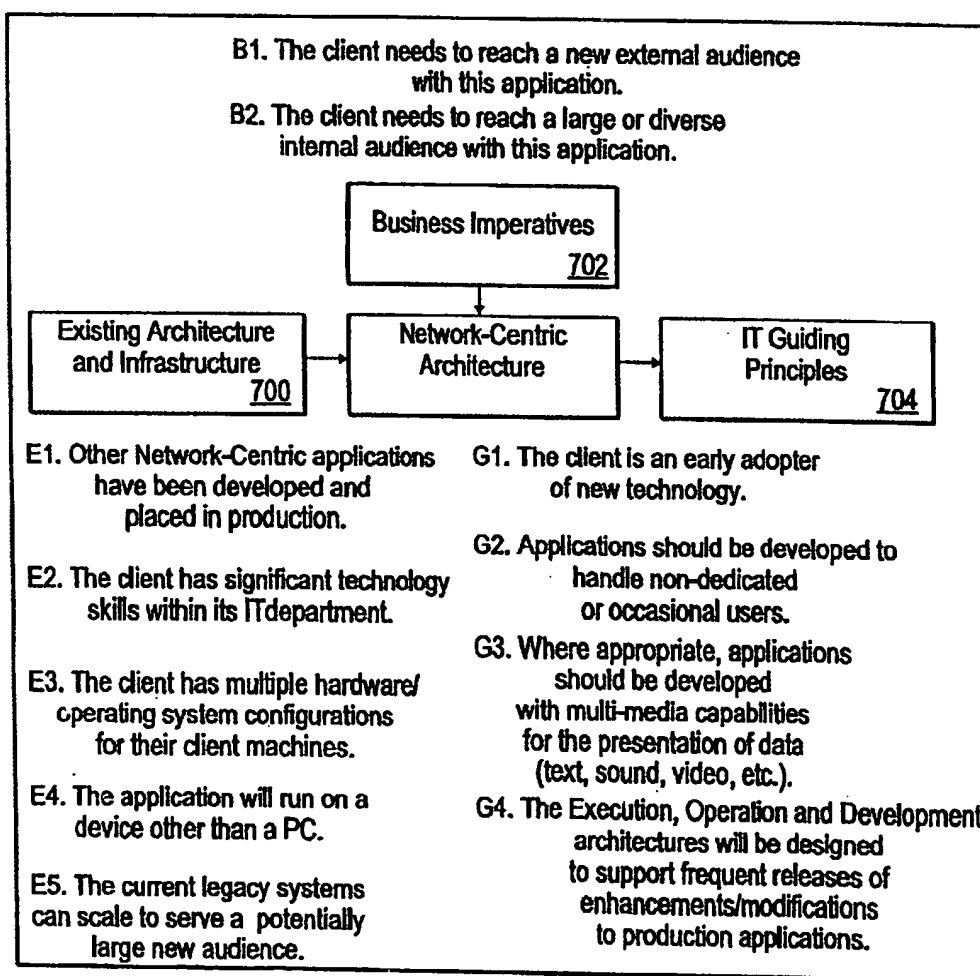 B1. The client needs to reach a new external audience
with this application.
B2. The client needs to reach a large or diverse
internal audience with this application.
Business Imperatives
702
Existing Architecture
and Infrastructure
700
Network-Centric
Architecture
IT Guiding
Principles
704
E1. Other Network-Centric applications
have been developed and
placed in production.
E2. The client has significant technology
skills within its ITdepartment.
E3. The client has multiple hardware/
operating system configurations
for their client machines.
E4. The application will run on a
device other than a PC.
E5. The current legacy systems
can scale to serve a potentially
large new audience.
G1. The client is an early adopter
of new technology.
G2. Applications should be developed to
handle non-dedicated
or occasional users.
G3. Where appropriate, applications
should be developed
with multi-media capabilities
for the presentation of data
(text, sound, video, etc.).
G4. The Execution, Operation and Development
architectures will be designed
to support frequent releases of
enhancements/modifications
to production applications.